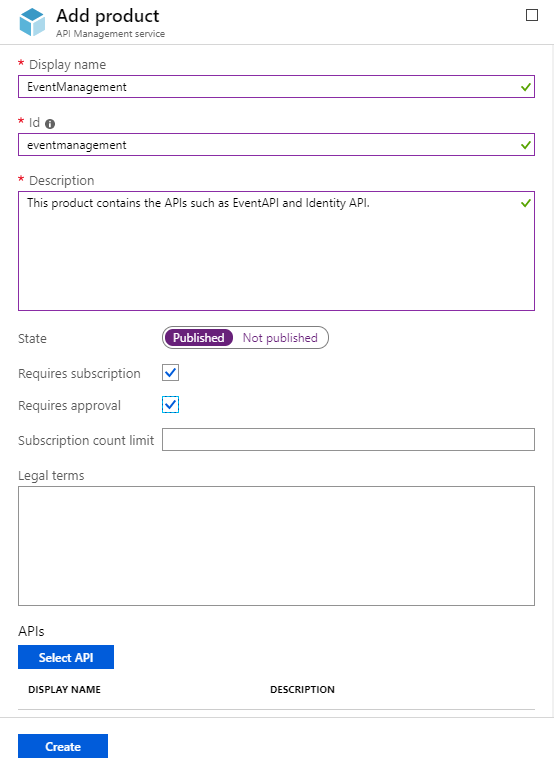 Add product
API Management service
* Display name
EventManagement
* Id
eventmanagement
* Description
This product contains the APIs such as EventAPI and Identity API.
State Published Not published
Requires subscription
Requires approval
Subscription count limit
Legal terms
APIs
Select API
DISPLAY NAME DESCRIPTION
Create